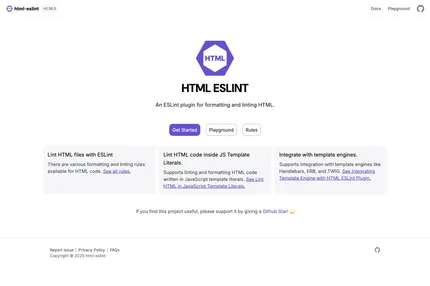 html-eslint
Docs Playground
HTML
HTML ESLINT
An ESLint plugin for formatting and linting HTML.
Get Started Playground Rules
Lint HTML files with ESLint
There are various formatting and linting rules
available for HTML code. See all rules.
Lint HTML code inside JS Template
Literals.
Supports linting and formatting HTML code
written in JavaScript template literals. See Lint
HTML in JavaScript Template Literals.
Integrate with template engines.
Supports integration with template engines like
Handlebars, ERB, and TWIG. See Integrating
Template Engine with HTML ESLint Plugin.
If you find this project useful, please support it by giving a Github Star! 💫
Report issue | Privacy Policy | FAQs
Copyright © 2025 html-eslint